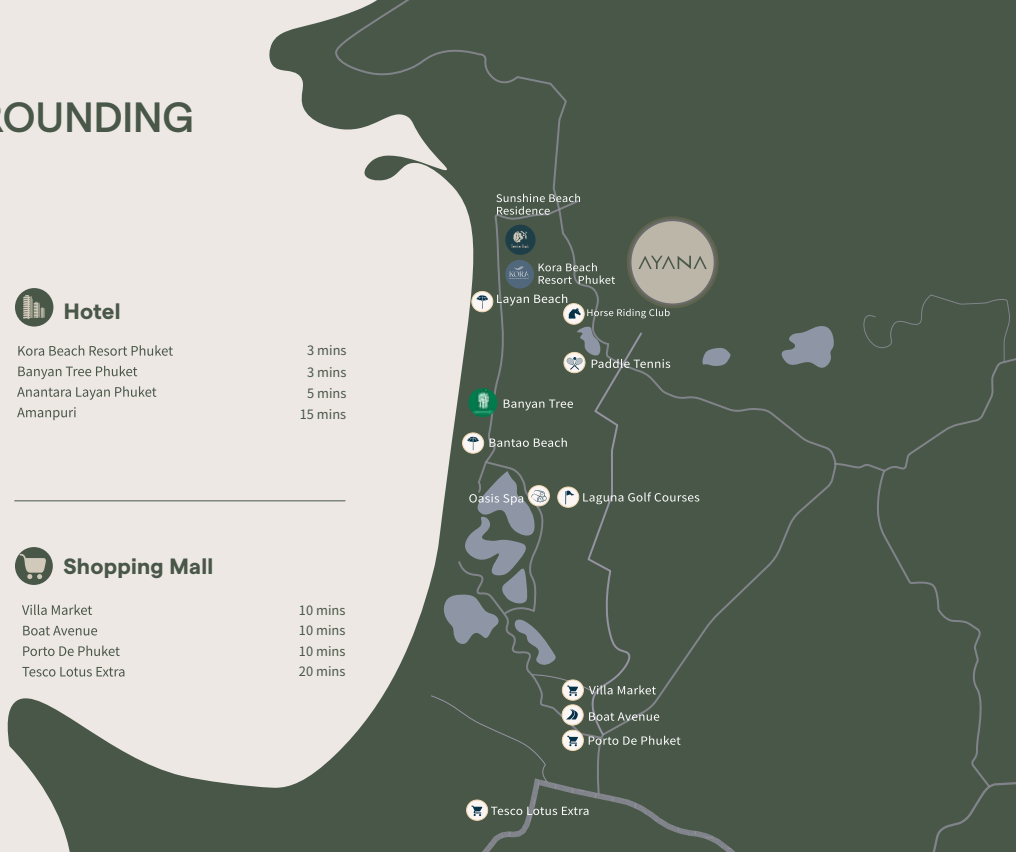 ROUNDING
Hotel
Kora Beach Resort Phuket 3 mins
Banyan Tree Phuket 3 mins
Anantara Layan Phuket 5 mins
Amanpuri 15 mins
Shopping Mall
Villa Market 10 mins
Boat Avenue 10 mins
Porto De Phuket 10 mins
Tesco Lotus Extra 20 mins
Sunshine Beach
Residence
AYANA
KORA
Kora Beach
Resort Phuket
Layan Beach
Horse Riding Club
Paddle Tennis
Banyan Tree
Bantao Beach
Oasis Spa
Laguna Golf Courses
Villa Market
Boat Avenue
Porto De Phuket
Tesco Lotus Extra